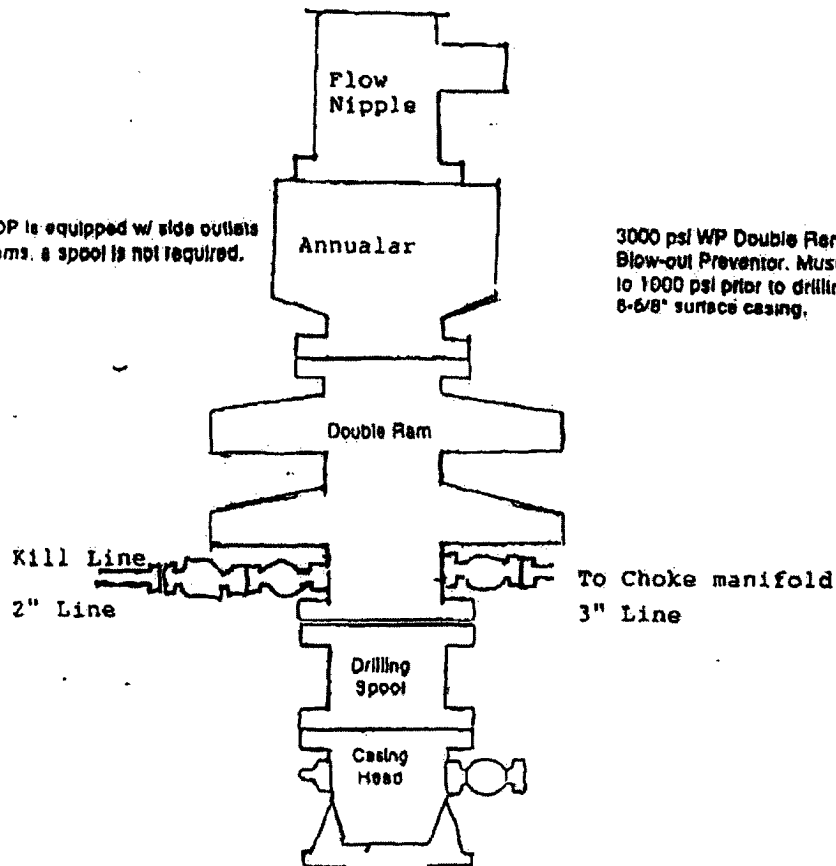 Flow
Nipple
OP is equipped w/ side outlets
a spool is not required.
Annualar
3000 psi WP Double Ram
Blow-out Preventor. Must
to 1000 psi prior to drilling
surface casing.
Double Ram
Kill Line
2" Line
To Choke manifold
3" Line
Drilling
Spool
Casing
Head